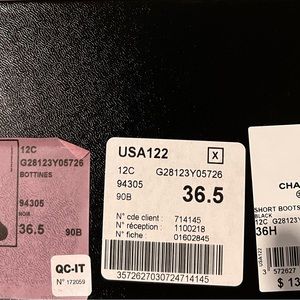 12C
G28123Y05726
BOTTINES
94305
NOIR
36.5 90B
QC-IT
N° 172059
USA122 X
12C G28123Y05726
94305
90B
36.5
N° cde client : 714145
N° réception : 1100218
N° fiche : 01602845
3572627030724714145
CHA
SHORT BOOTS
BLACK
12C G28123
36H
USA122
$ 13